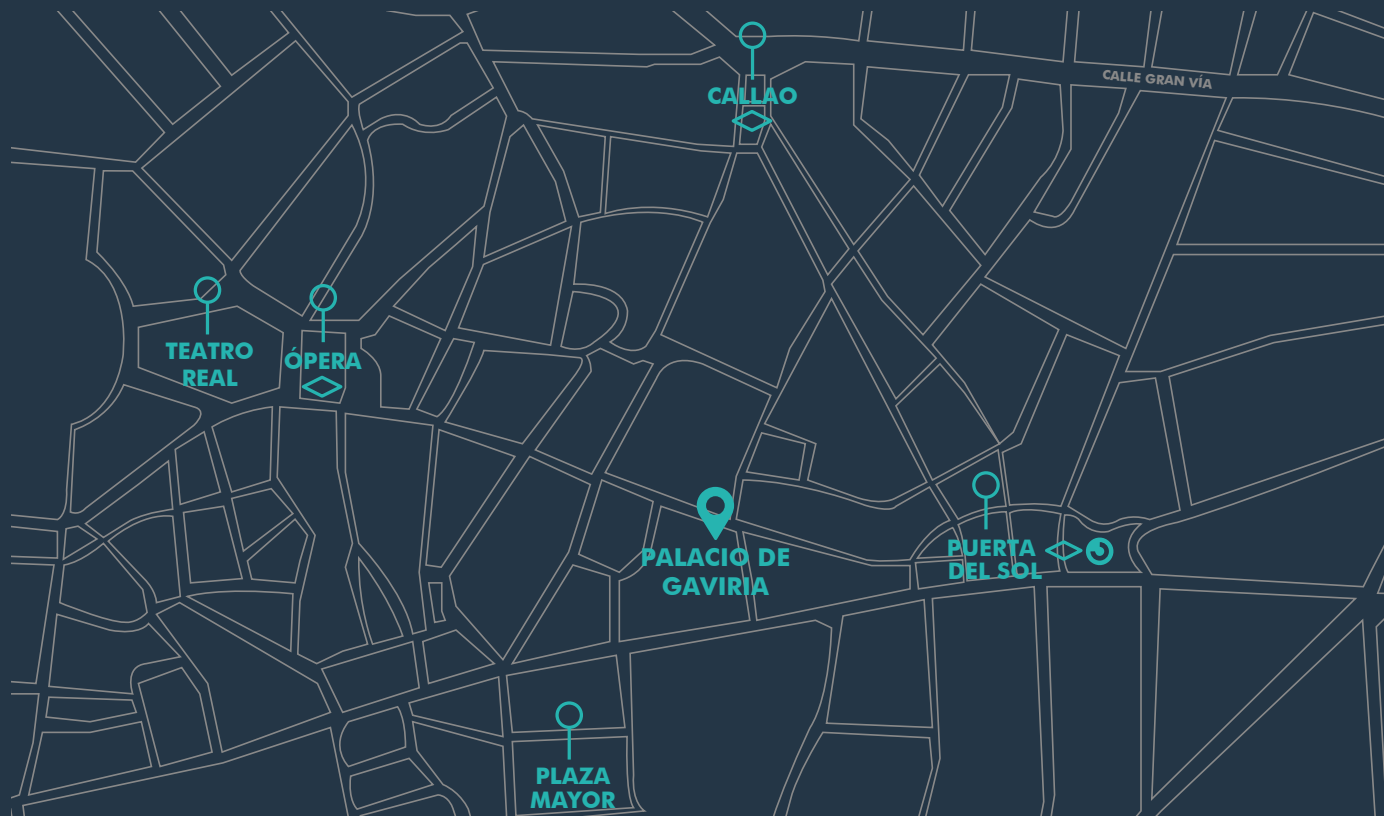 CALLE GRAN VÍA
CALLAO
TEATRO
REAL
ÓPERA
PALACIO DE
GAVIRIA
PUERTA
DEL SOL
PLAZA
MAYOR